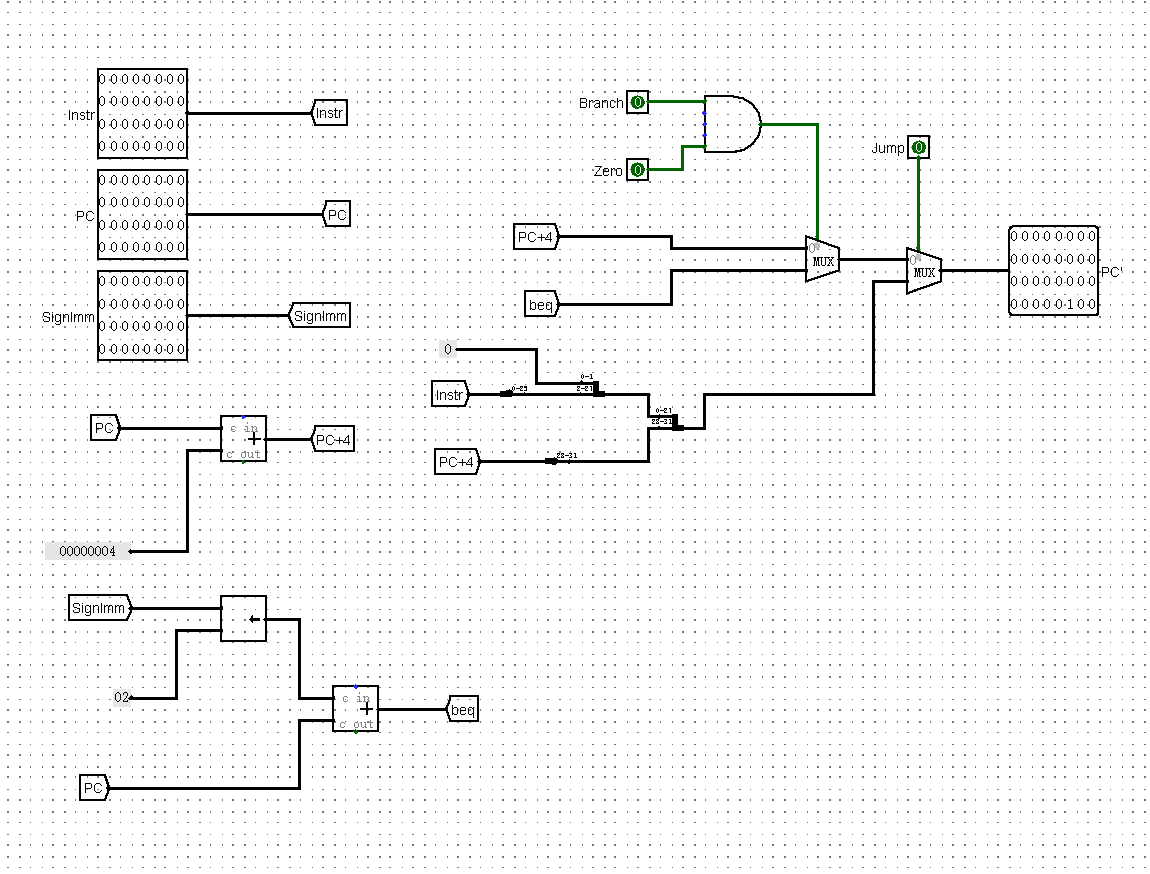 Instr
0 0 0 0 0 0 0 0
0 0 0 0 0 0 0 0
0 0 0 0 0 0 0 0
0 0 0 0 0 0 0 0
Instr
PC
0 0 0 0 0 0 0 0
0 0 0 0 0 0 0 0
0 0 0 0 0 0 0 0
0 0 0 0 0 0 0 0
PC
SignImm
0 0 0 0 0 0 0 0
0 0 0 0 0 0 0 0
0 0 0 0 0 0 0 0
0 0 0 0 0 0 0 0
SignImm
PC
c in
+
c out
PC+4
00000004
SignImm
←
02
c in
+
c out
beq
PC
Branch 0
Zero 0
Jump 0
PC+4
beq
0
MUX
0
MUX
0 0 0 0 0 0 0 0
0 0 0 0 0 0 0 0
0 0 0 0 0 0 0 0
0 0 0 0 0 1 0 0
PC'
0
Instr
0-25
0-1
2-27
0-27
28-31
PC+4
28-31